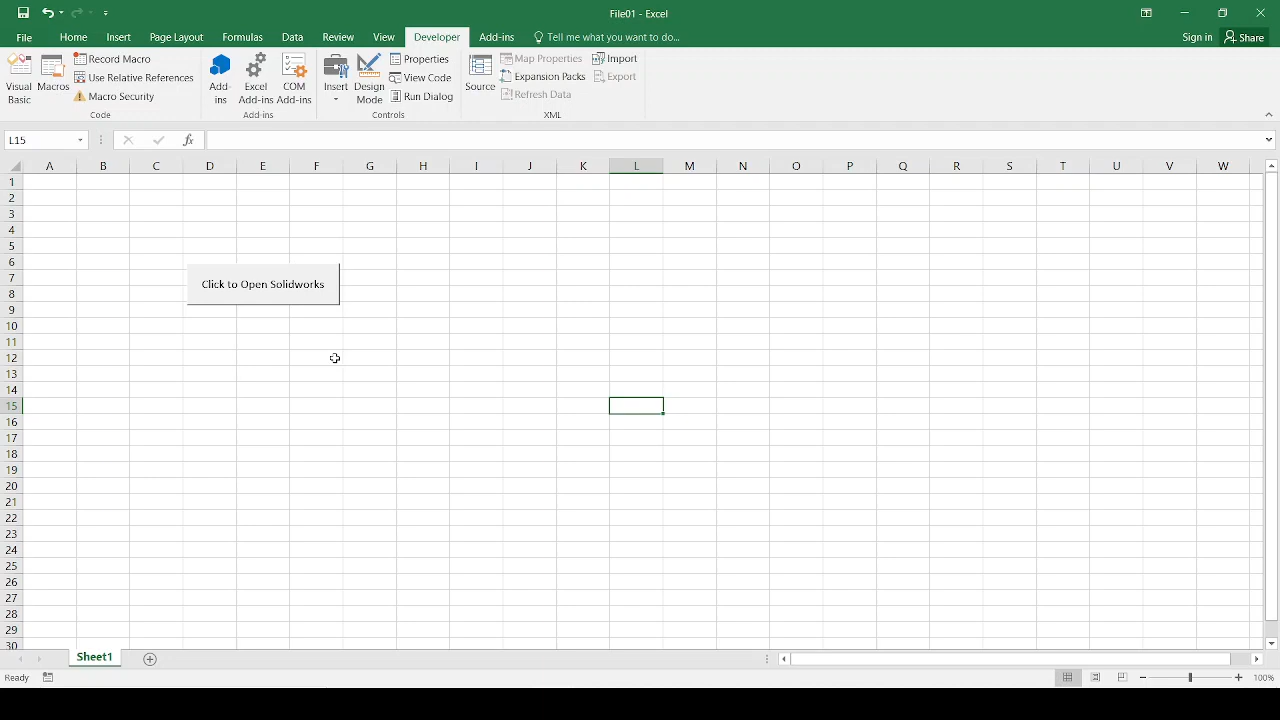 File01 - Excel
File Home Insert Page Layout Formulas Data Review View Developer Add-ins Tell me what you want to do... Sign in Share
Visual Basic
Macros
Record Macro
Use Relative References
Macro Security
Code
Add-ins
Excel Add-ins
COM Add-ins
Add-ins
Insert
Design Mode
Properties
View Code
Run Dialog
Controls
Source
Map Properties
Expansion Packs
Refresh Data
Import
Export
XML
L15 fx
A B C D E F G H I J K L M N O P Q R S T U V W
1
2
3
4
5
6
7
8
9
10
11
12
13
14
15
16
17
18
19
20
21
22
23
24
25
26
27
28
29
30
Click to Open Solidworks
Sheet1
Ready 100%